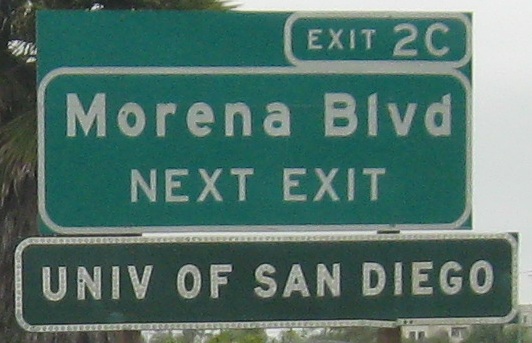 EXIT 2C
Morena Blvd
NEXT EXIT
UNIV OF SAN DIEGO